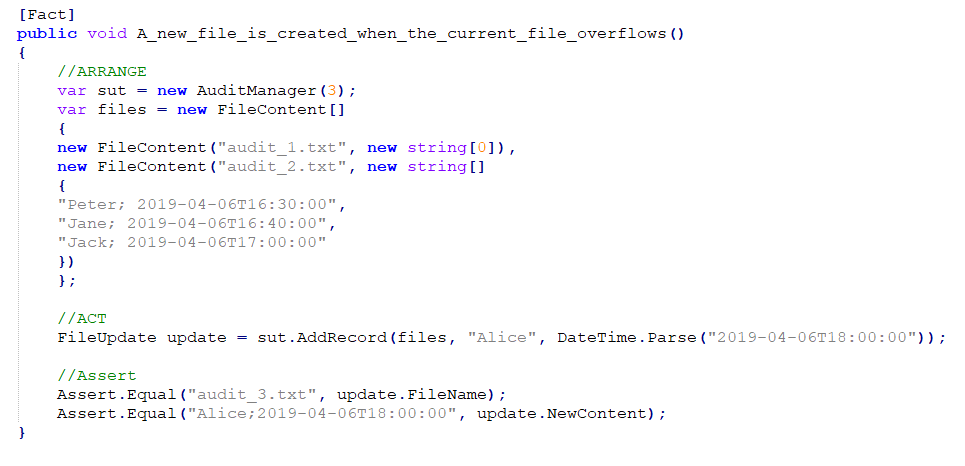 [Fact]
public void A_new_file_is_created_when_the_current_file_overflows()
{
//ARRANGE
var sut = new AuditManager(3);
var files = new FileContent[]
{
new FileContent("audit_1.txt", new string[0]),
new FileContent("audit_2.txt", new string[]
{
"Peter; 2019-04-06T16:30:00",
"Jane; 2019-04-06T16:40:00",
"Jack; 2019-04-06T17:00:00"
})
};
//ACT
FileUpdate update = sut.AddRecord(files, "Alice", DateTime.Parse("2019-04-06T18:00:00"));
//Assert
Assert.Equal("audit_3.txt", update.FileName);
Assert.Equal("Alice;2019-04-06T18:00:00", update.NewContent);
}